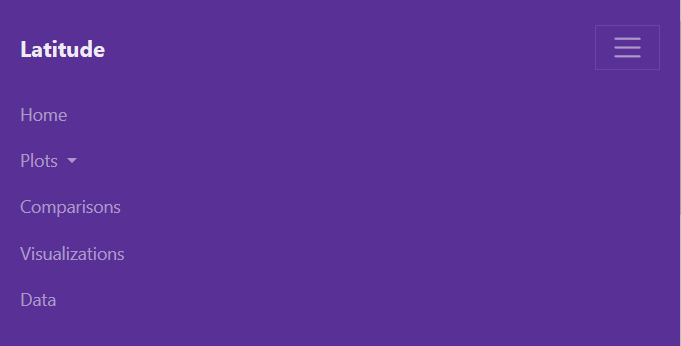 Latitude
Home
Plots
Comparisons
Visualizations
Data